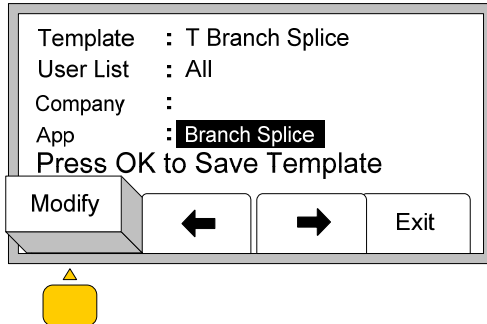 Template : T Branch Splice
User List : All
Company :
App : Branch Splice
Press OK to Save Template
Modify
Exit